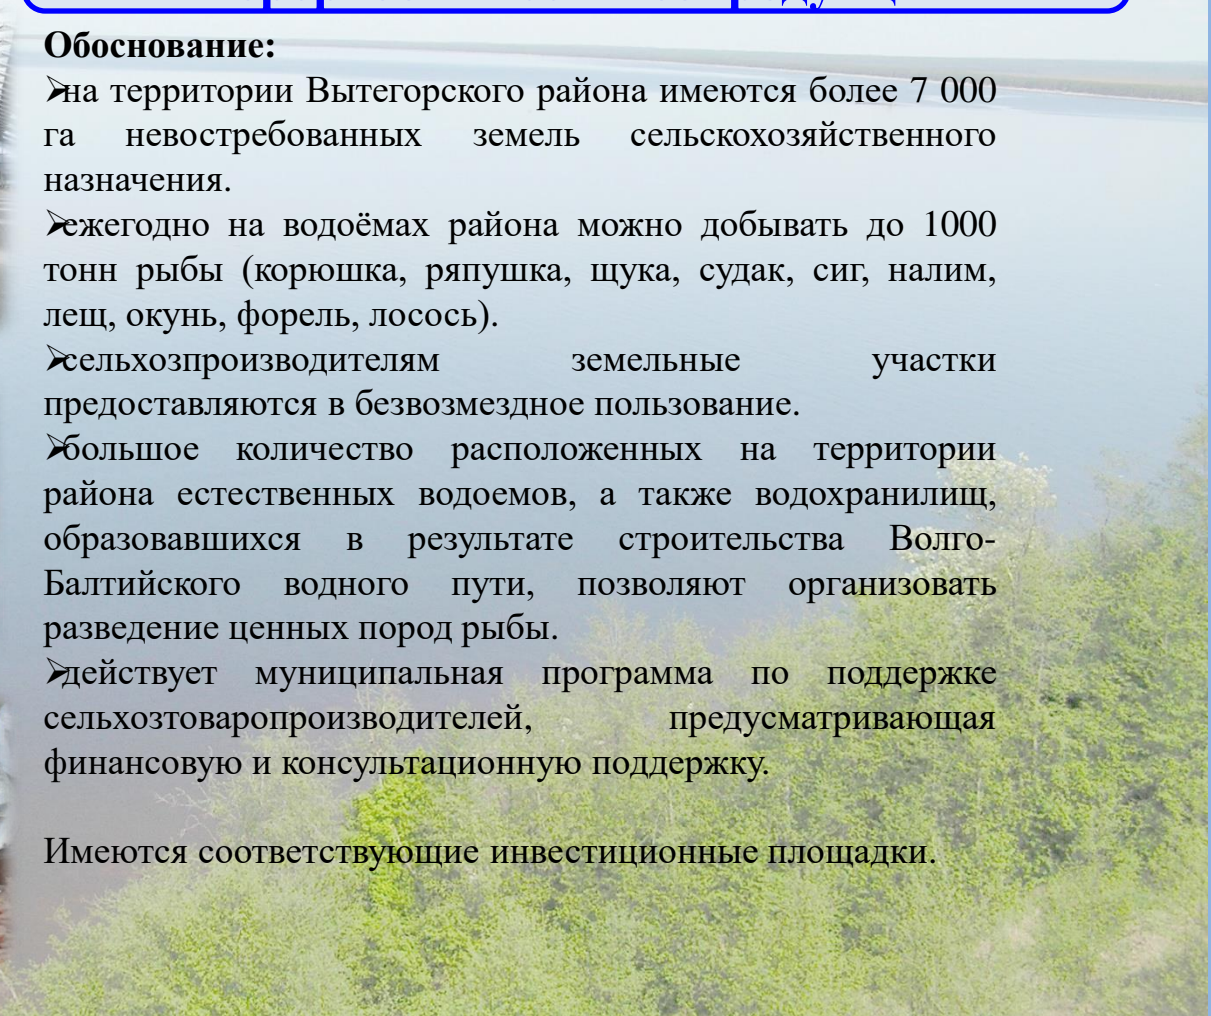 Обоснование:
➢на территории Вытегорского района имеются более 7 000
га невостребованных земель сельскохозяйственного
назначения.
➢ежегодно на водоёмах района можно добывать до 1000
тонн рыбы (корюшка, ряпушка, щука, судак, сиг, налим,
лещ, окунь, форель, лосось).
➢сельхозпроизводителям земельные участки
предоставляются в безвозмездное пользование.
➢большое количество расположенных на территории
района естественных водоемов, а также водохранилищ,
образовавшихся в результате строительства Волго-
Балтийского водного пути, позволяют организовать
разведение ценных пород рыбы.
➢действует муниципальная программа по поддержке
сельхозтоваропроизводителей, предусматривающая
финансовую и консультационную поддержку.
Имеются соответствующие инвестиционные площадки.